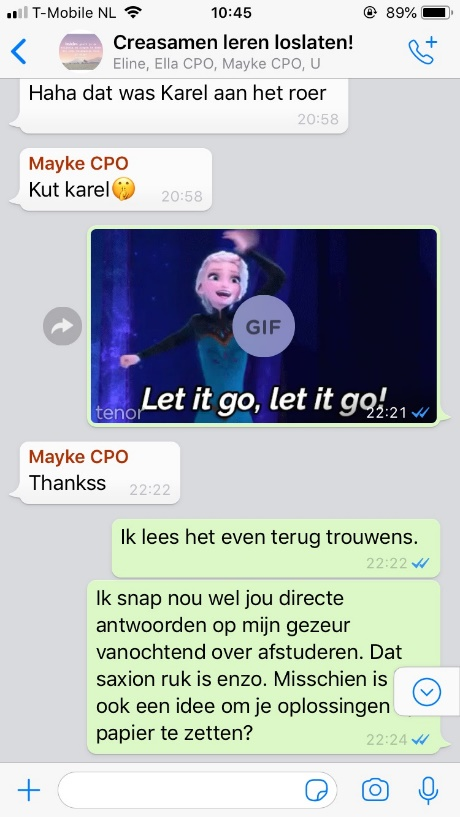 T-Mobile NL 10:45 89%
Creasamen leren loslaten!
Eline, Ella CPO, Mayke CPO, U
Haha dat was Karel aan het roer
20:58
Mayke CPO
Kut karel🤫 20:58
GIF
Let it go, let it go!
tenor 22:21
Mayke CPO
Thankss 22:22
Ik lees het even terug trouwens.
22:22
Ik snap nou wel jou directe
antwoorden op mijn gezeur
vanochtend over afstuderen. Dat
saxion ruk is enzo. Misschien is
ook een idee om je oplossingen
papier te zetten? 22:24